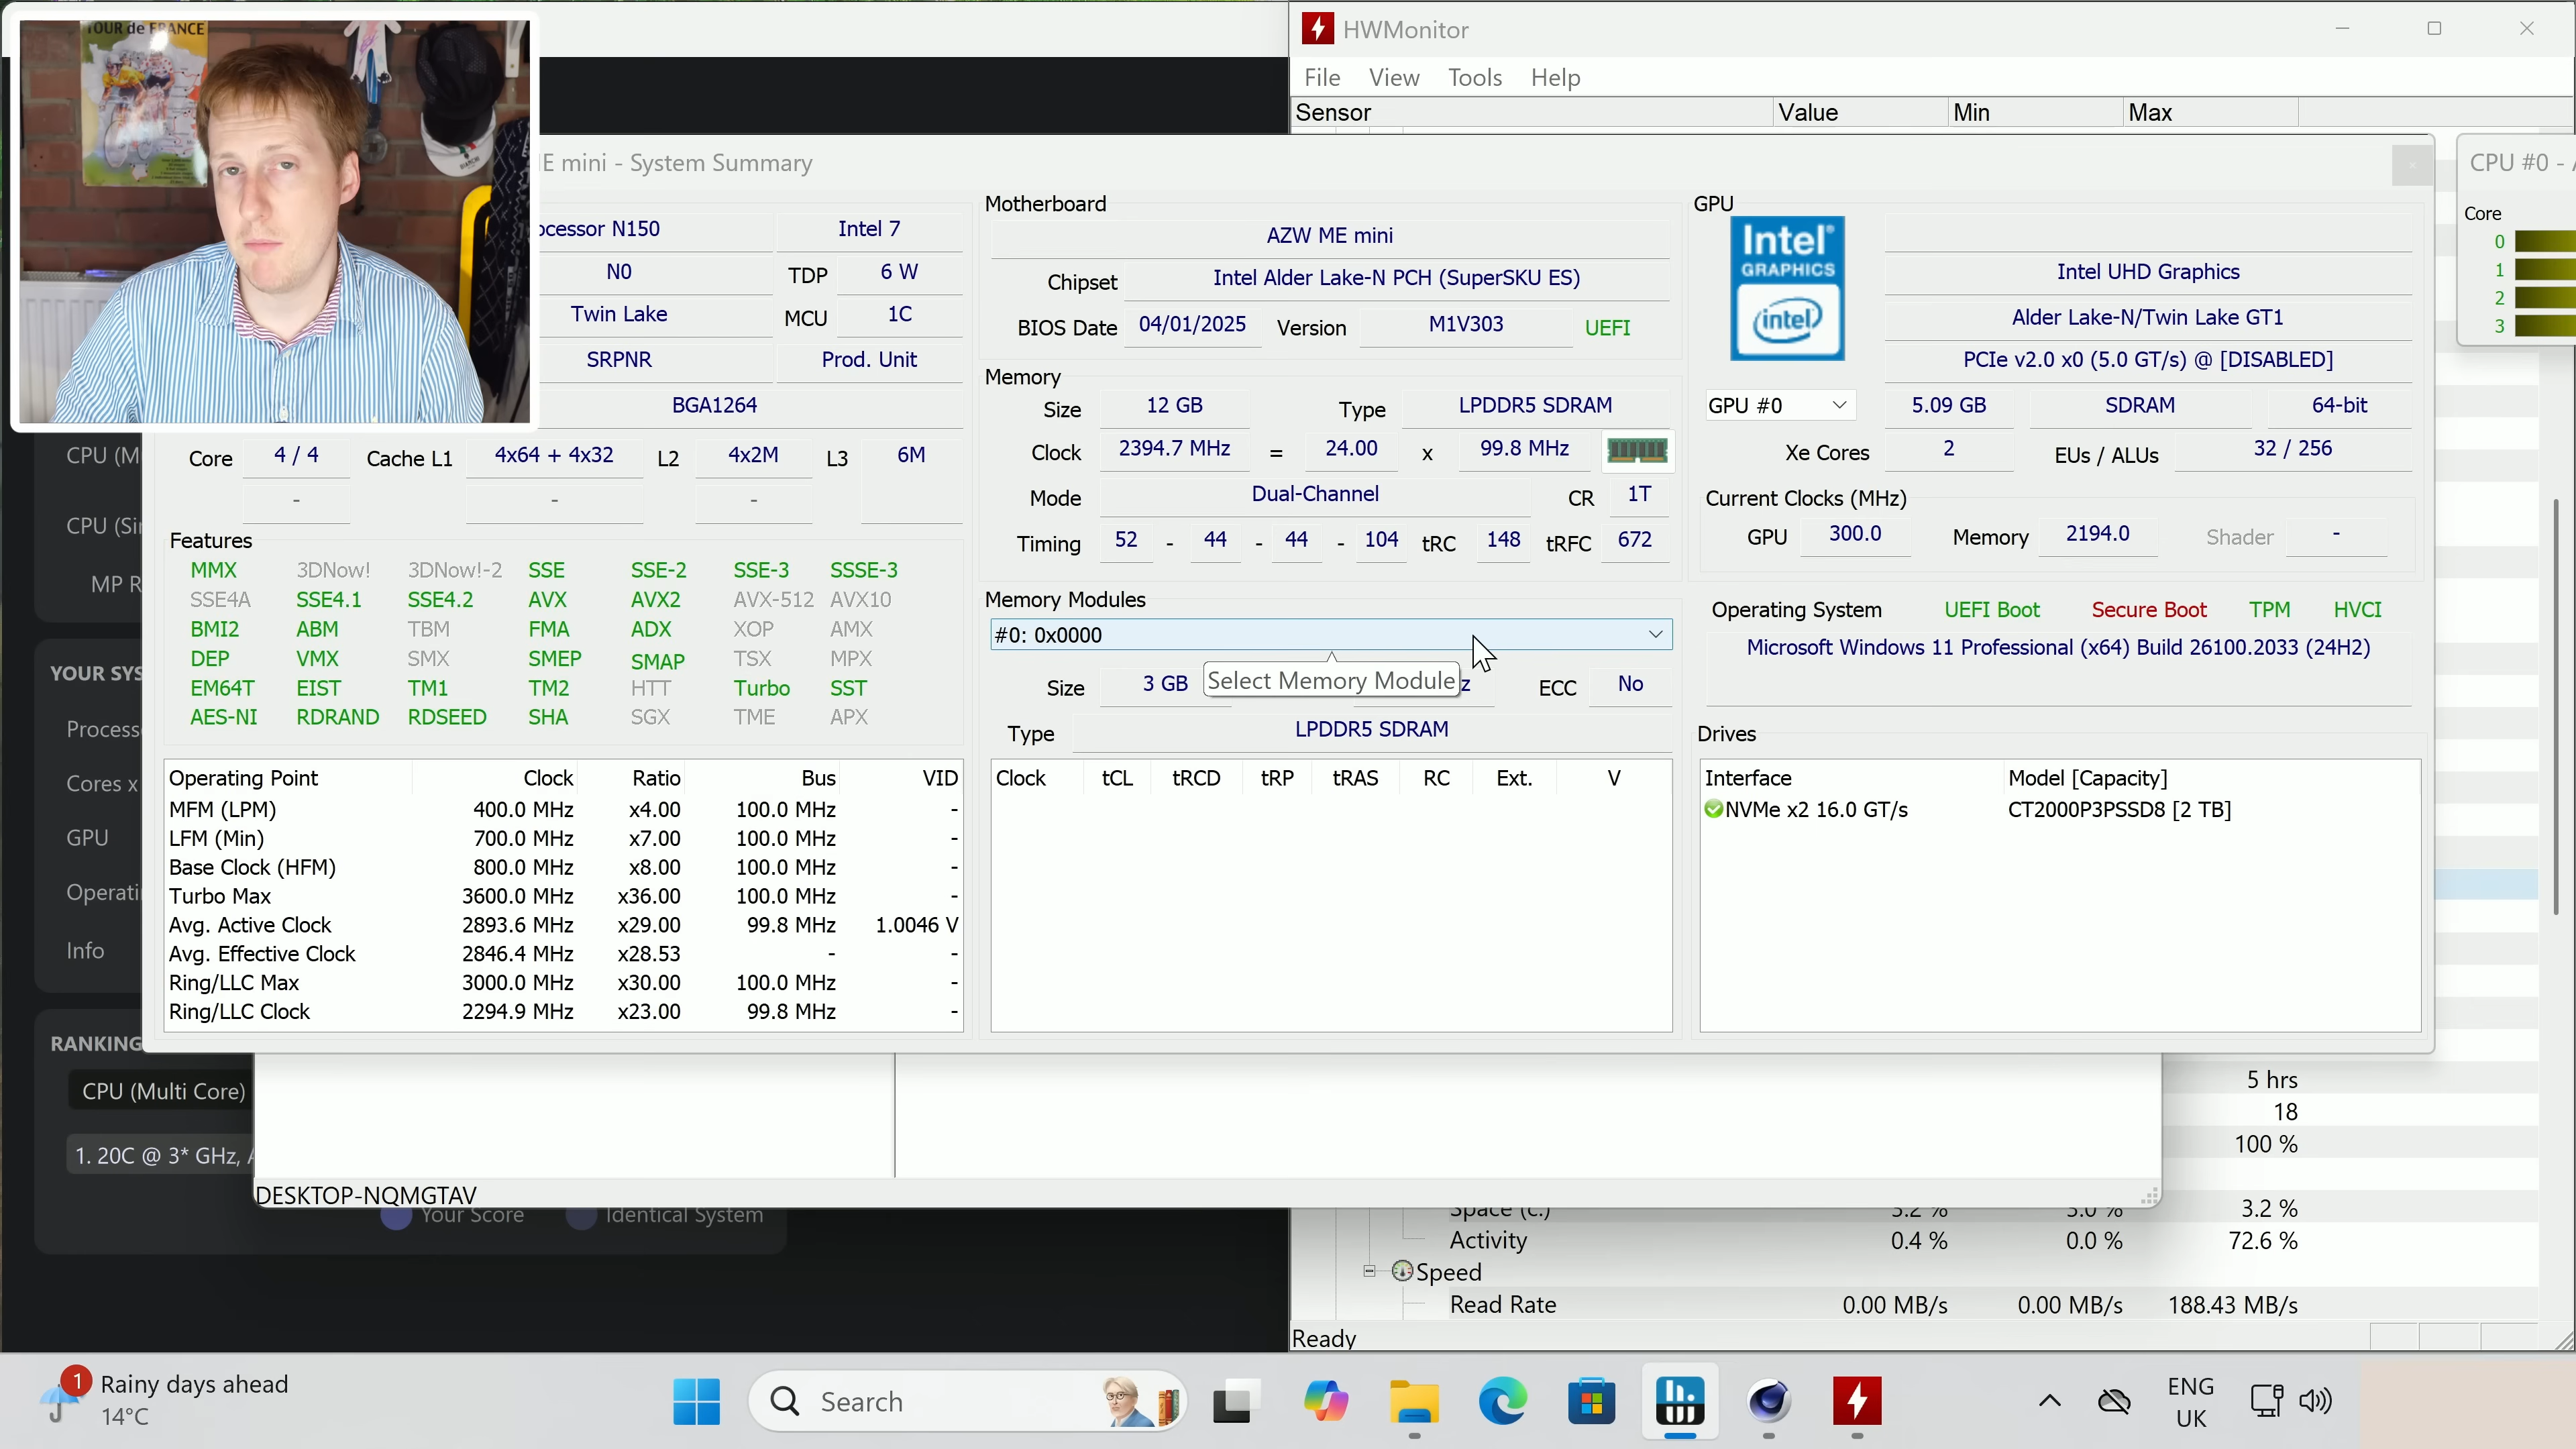 TOUR de FRANCE
HWMonitor
File View Tools Help
Sensor Value Min Max
E mini - System Summary
CPU #0 -
Core
0
1
2
3
N150 Intel 7
N0 TDP 6 W
Twin Lake MCU 1C
SRPNR Prod. Unit
BGA1264
Core 4 / 4 Cache L1 4x64 + 4x32 L2 4x2M L3 6M
- - -
Features
MMX 3DNow! 3DNow!-2 SSE SSE-2 SSE-3 SSSE-3
SSE4A SSE4.1 SSE4.2 AVX AVX2 AVX-512 AVX10
BMI2 ABM TBM FMA ADX XOP AMX
DEP VMX SMX SMEP SMAP TSX MPX
EM64T EIST TM1 TM2 HTT Turbo SST
AES-NI RDRAND RDSEED SHA SGX TME APX
Operating Point Clock Ratio Bus VID
MFM (LPM) 400.0 MHz x4.00 100.0 MHz -
LFM (Min) 700.0 MHz x7.00 100.0 MHz -
Base Clock (HFM) 800.0 MHz x8.00 100.0 MHz -
Turbo Max 3600.0 MHz x36.00 100.0 MHz -
Avg. Active Clock 2893.6 MHz x29.00 99.8 MHz 1.0046 V
Avg. Effective Clock 2846.4 MHz x28.53 - -
Ring/LLC Max 3000.0 MHz x30.00 100.0 MHz -
Ring/LLC Clock 2294.9 MHz x23.00 99.8 MHz -
Motherboard
AZW ME mini
Chipset Intel Alder Lake-N PCH (SuperSKU ES)
BIOS Date 04/01/2025 Version M1V303 UEFI
Memory
Size 12 GB Type LPDDR5 SDRAM
Clock 2394.7 MHz = 24.00 x 99.8 MHz
Mode Dual-Channel CR 1T
Timing 52 - 44 - 44 - 104 tRC 148 tRFC 672
Memory Modules
#0: 0x0000
Size 3 GB z ECC No
Select Memory Module
Type LPDDR5 SDRAM
Clock tCL tRCD tRP tRAS RC Ext. V
GPU
intel® GRAPHICS intel
Intel UHD Graphics
Alder Lake-N/Twin Lake GT1
PCIe v2.0 x0 (5.0 GT/s) @ [DISABLED]
GPU #0 5.09 GB SDRAM 64-bit
Xe Cores 2 EUs / ALUs 32 / 256
Current Clocks (MHz)
GPU 300.0 Memory 2194.0 Shader -
Operating System UEFI Boot Secure Boot TPM HVCI
Microsoft Windows 11 Professional (x64) Build 26100.2033 (24H2)
Drives
Interface Model [Capacity]
NVMe x2 16.0 GT/s CT2000P3PSSD8 [2 TB]
CPU (M
CPU (Si
MP R
YOUR SYS
Process
Cores x
GPU
Operati
Info
RANKING
CPU (Multi Core)
1. 20C @ 3* GHz,
DESKTOP-NQMGTAV
Your Score Identical System
5 hrs
18
100 %
Space (c:) 3.2 % 3.0 % 3.2 %
Activity 0.4 % 0.0 % 72.6 %
Speed
Read Rate 0.00 MB/s 0.00 MB/s 188.43 MB/s
Ready
1
Rainy days ahead
14°C
Search
ENG
UK